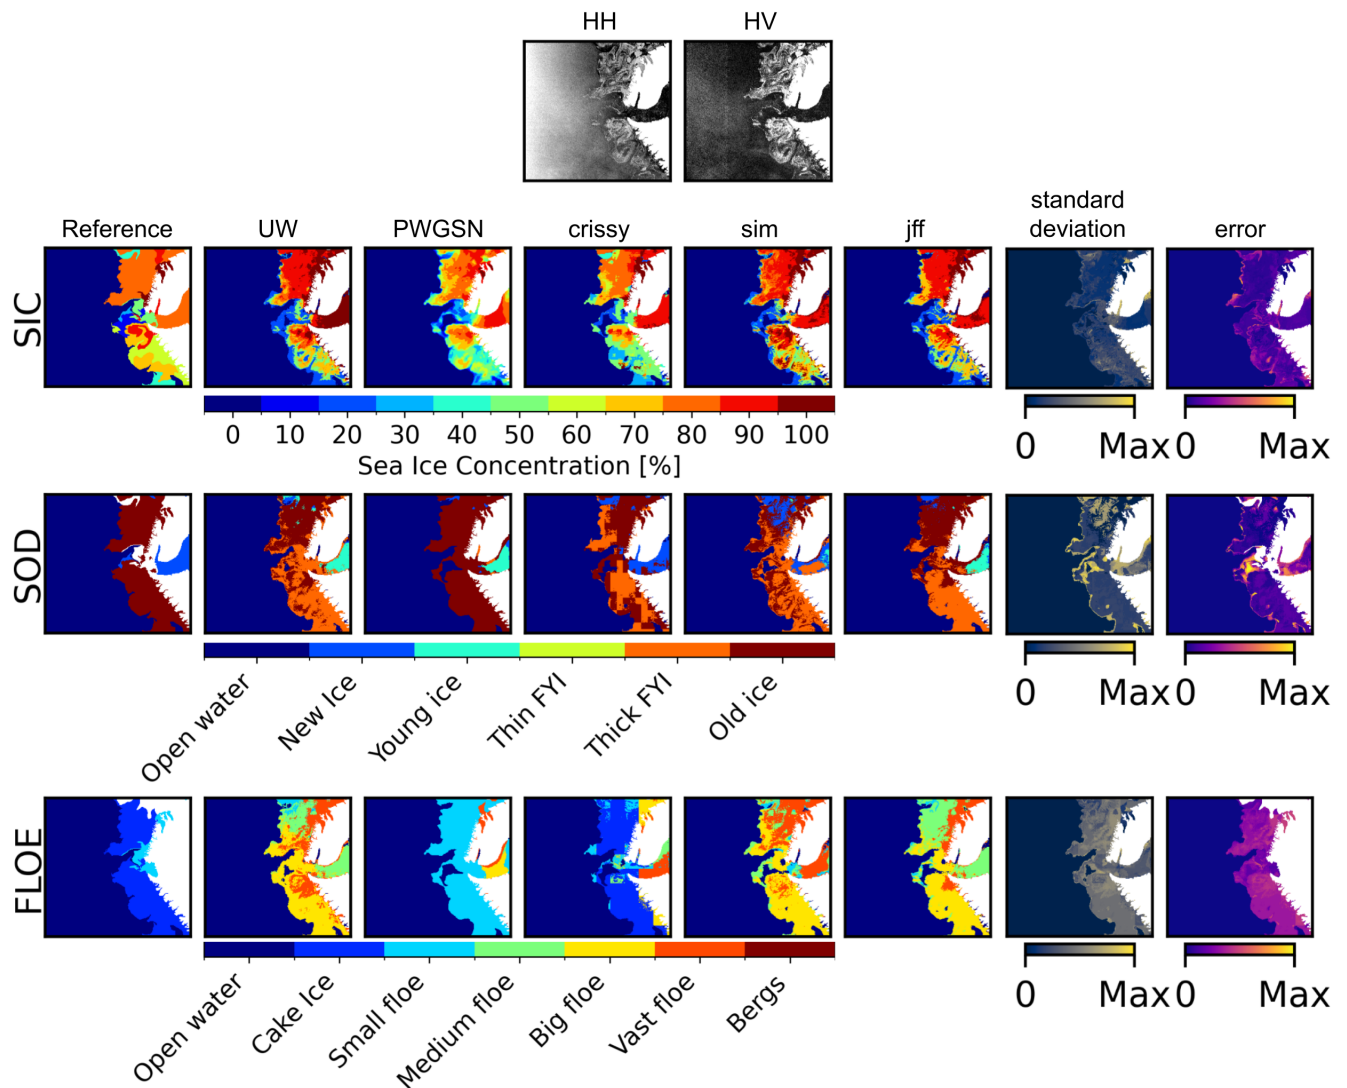 HH HV
standard
Reference UW PWGSN crissy sim jff deviation error
SIC
0 10 20 30 40 50 60 70 80 90 100
0 Max 0 Max
Sea Ice Concentration [%]
SOD
0 Max 0 Max
Open water New Ice Young ice Thin FYI Thick FYI Old ice
FLOE
0 Max 0 Max
Open water Cake Ice Small floe Medium floe Big floe Vast floe Bergs